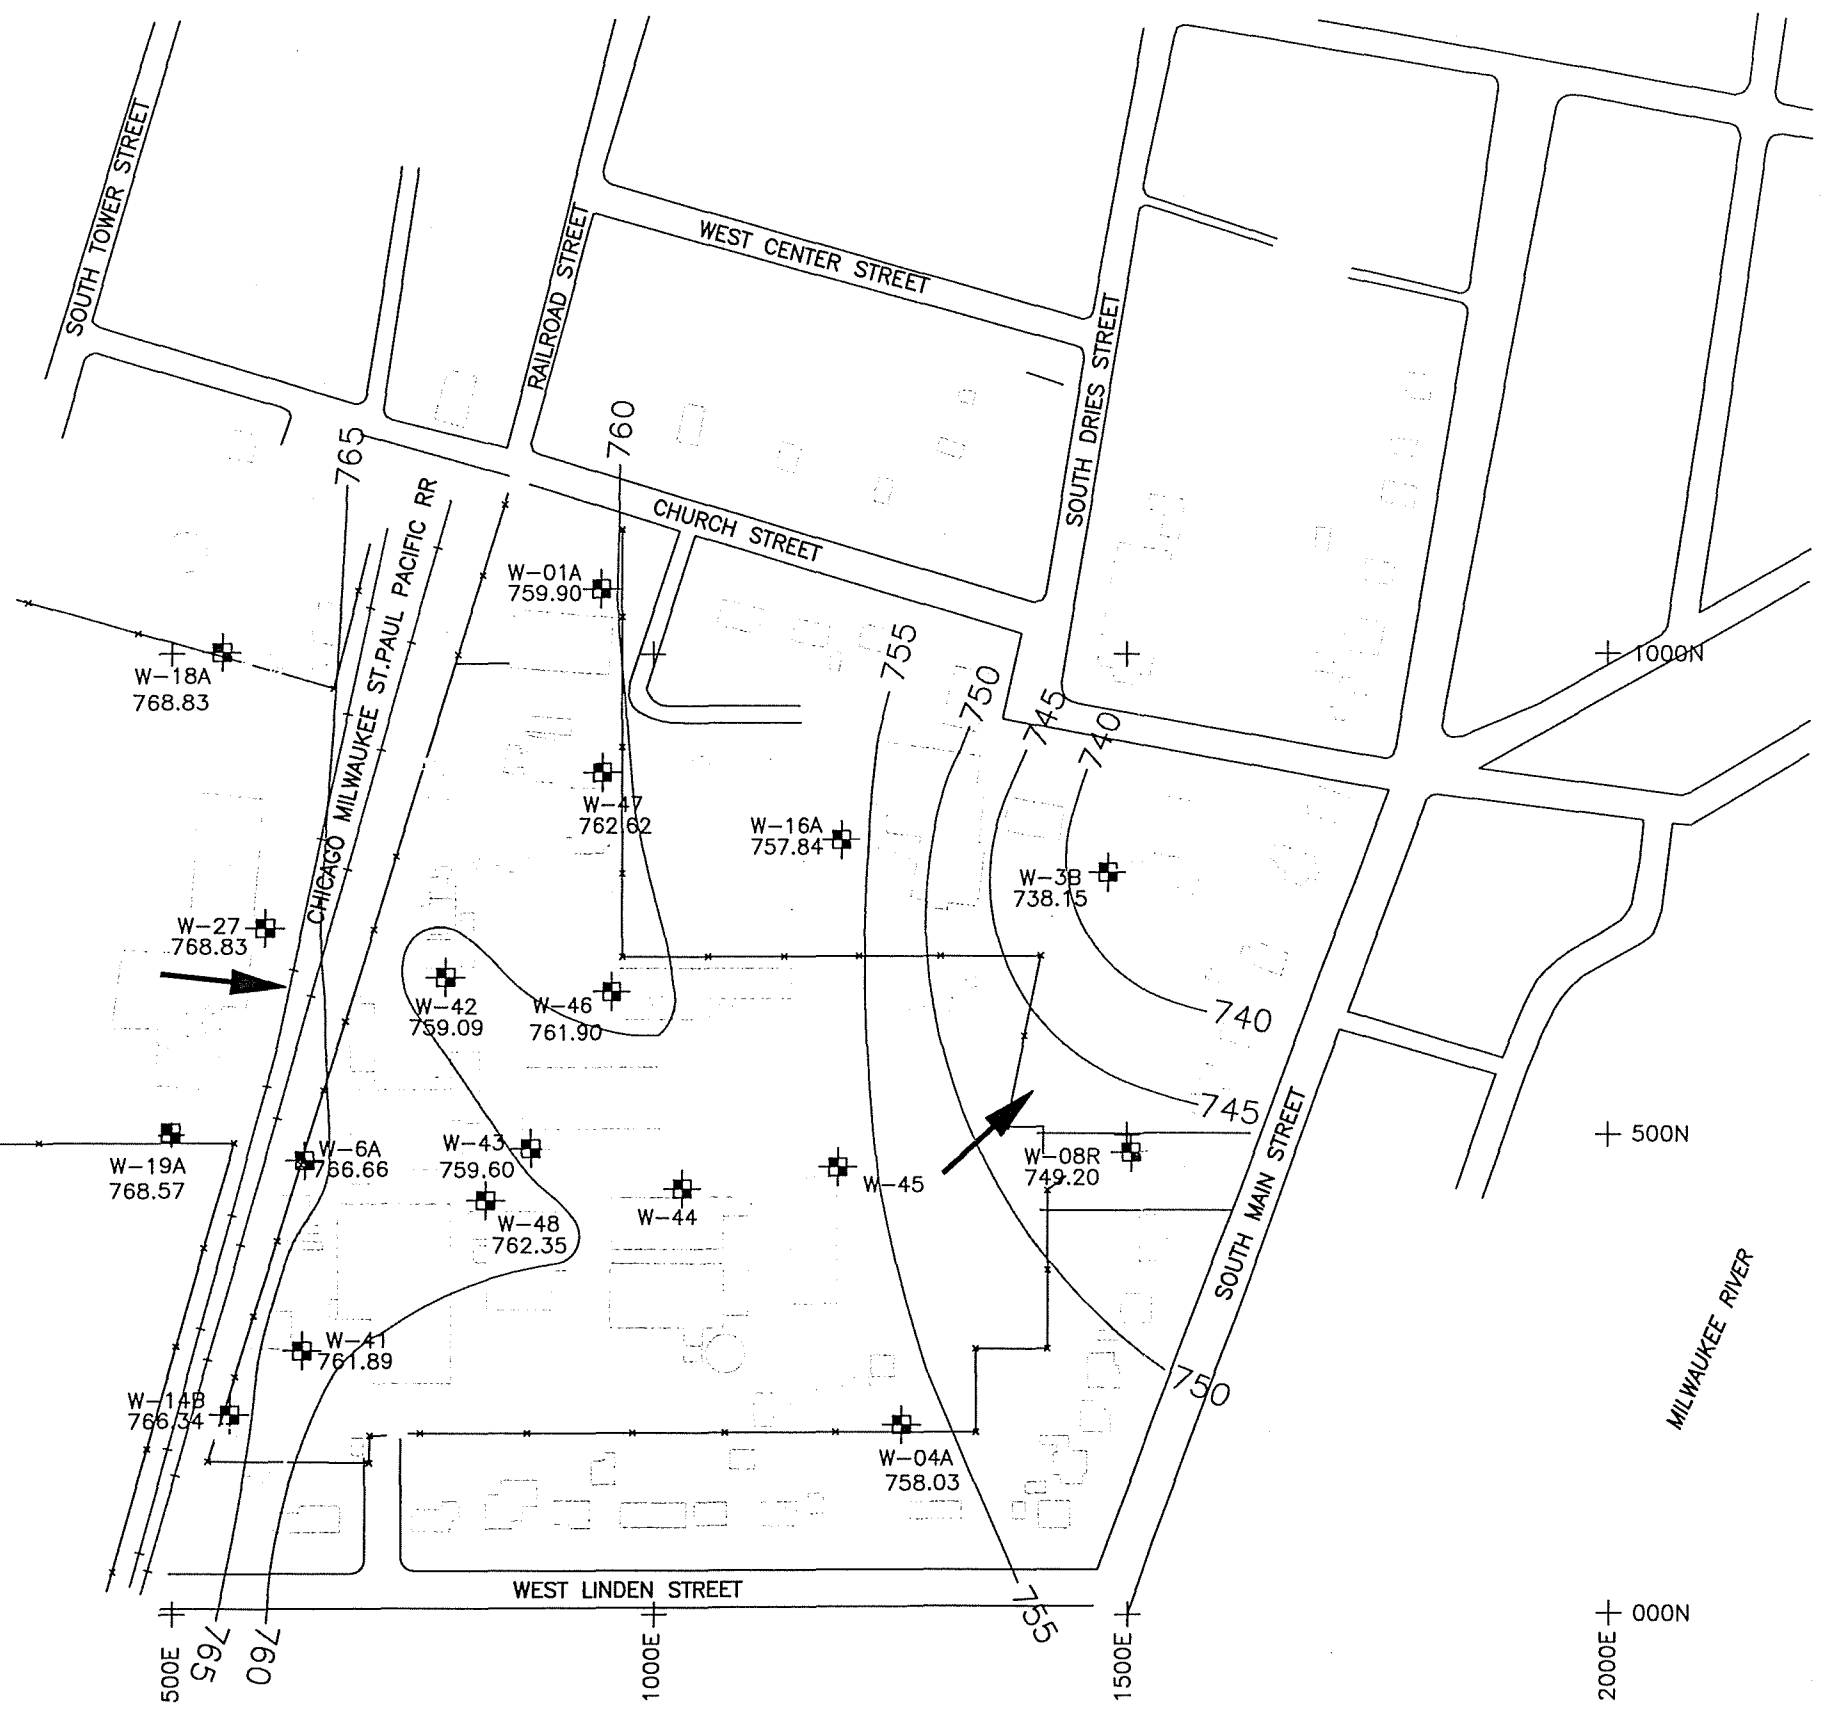 SOUTH TOWER STREET
RAILROAD STREET
WEST CENTER STREET
SOUTH DRIES STREET
765
760
CHICAGO MILWAUKEE ST.PAUL PACIFIC RR
CHURCH STREET
W-01A
759.90
755
750
745
740
1000N
W-18A
768.83
W-47
762.62
W-16A
757.84
W-3B
738.15
W-27
768.83
W-42
759.09
W-46
761.90
740
745
500N
W-19A
768.57
W-6A
766.66
W-43
759.60
W-48
762.35
W-44
W-45
W-08R
749.20
SOUTH MAIN STREET
MILWAUKEE RIVER
W-41
761.89
750
W-14B
766.34
W-04A
758.03
WEST LINDEN STREET
755
000N
765
760
500E
1000E
1500E
2000E